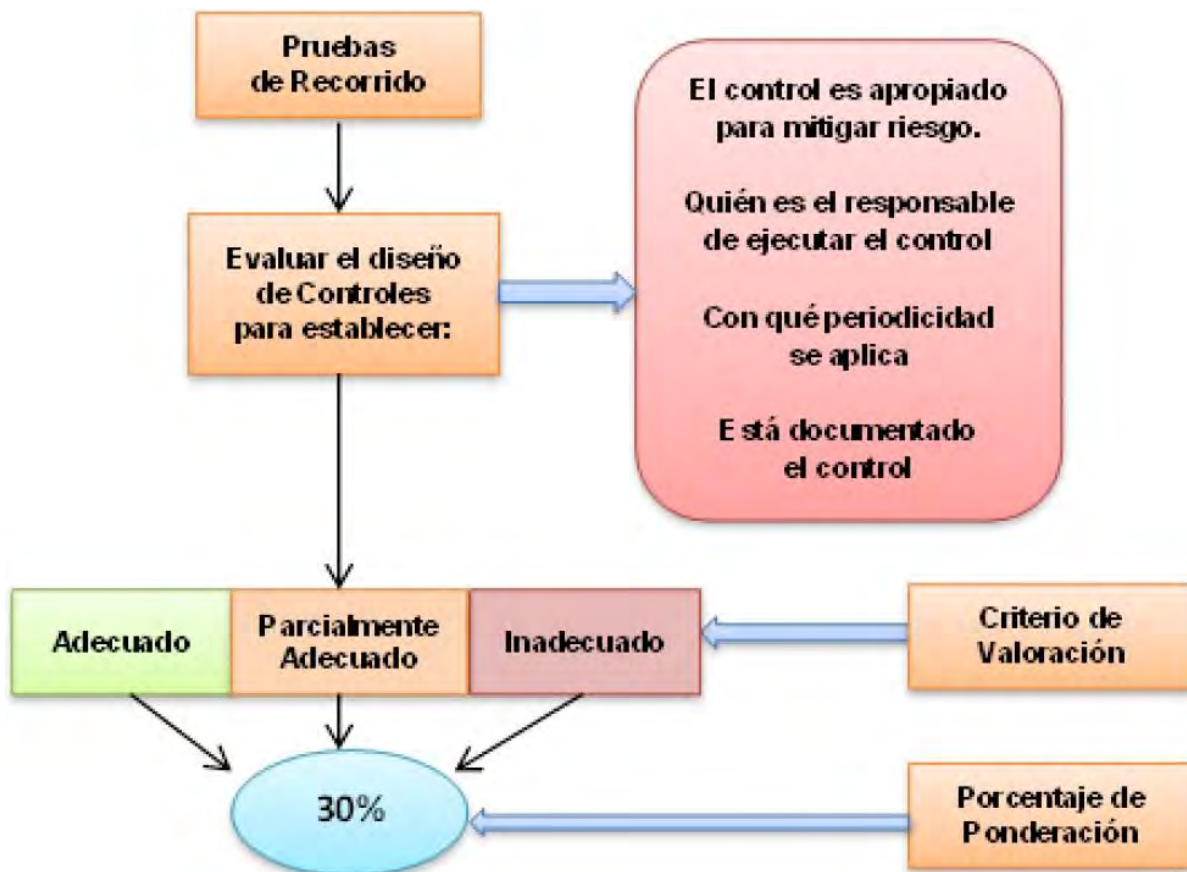 Pruebas
de Recorrido
El control es apropiado
para mitigar riesgo.
Quién es el responsable
de ejecutar el control
Con qué periodicidad
se aplica
Está documentado
el control
Evaluar el diseño
de Controles
para establecer:
Adecuado
Parcialmente
Adecuado
Inadecuado
Criterio de
Valoración
30%
Porcentaje de
Ponderación